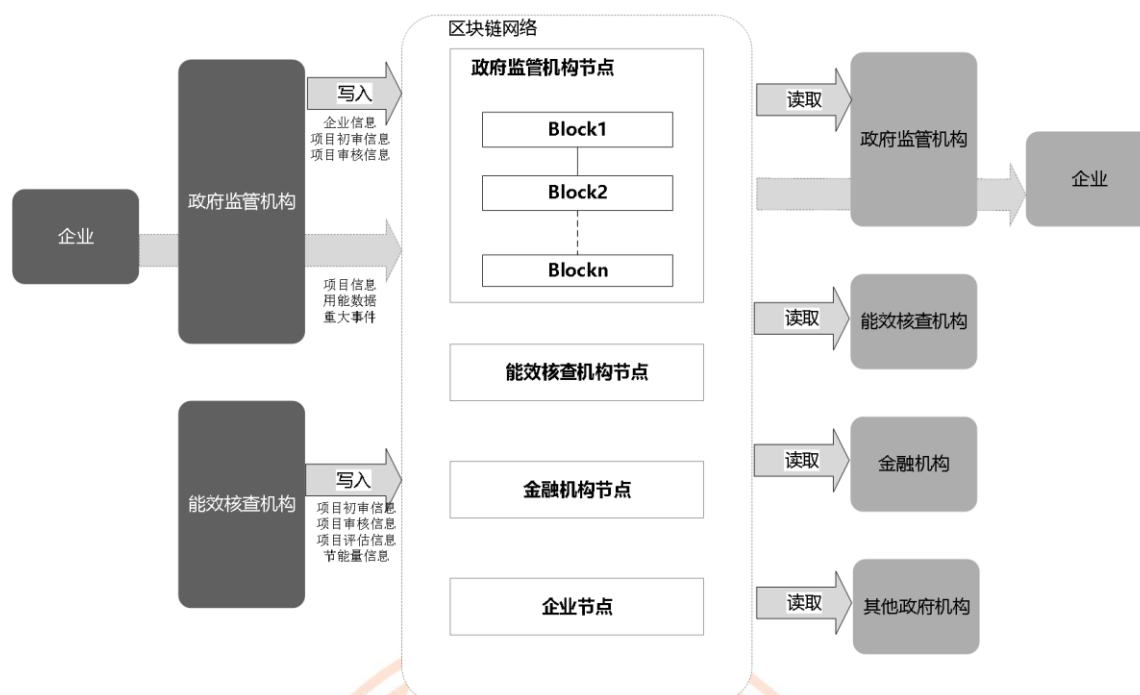 区块链网络
政府监管机构节点
写入
企业信息
项目初审信息
项目审核信息
政府监管机构
企业
项目信息
用能数据
重大事件
Block1
Block2
Blockn
能效核查机构节点
能效核查机构
写入
项目初审信息
项目审核信息
项目评估信息
节能量信息
金融机构节点
企业节点
读取
政府监管机构
企业
读取
能效核查机构
读取
金融机构
读取
其他政府机构